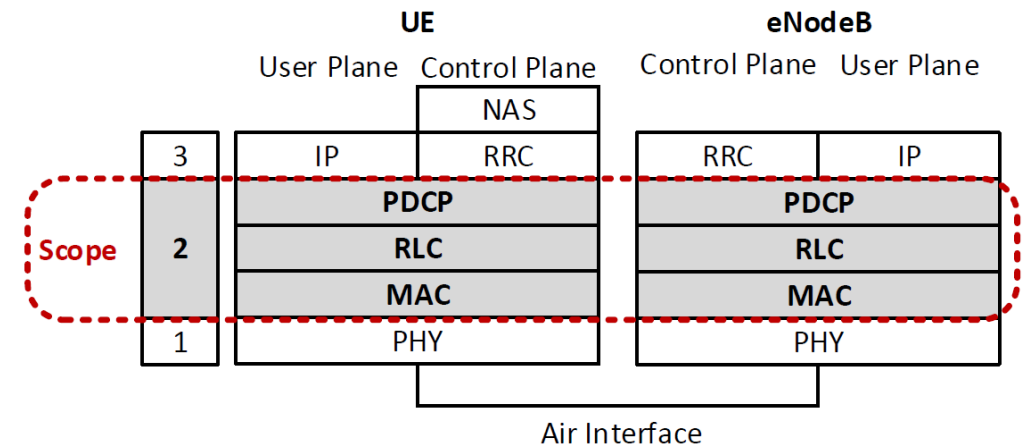 UE eNodeB
User Plane Control Plane Control Plane User Plane
NAS
3 IP RRC RRC IP
PDCP PDCP
Scope 2 RLC RLC
MAC MAC
1 PHY PHY
Air Interface